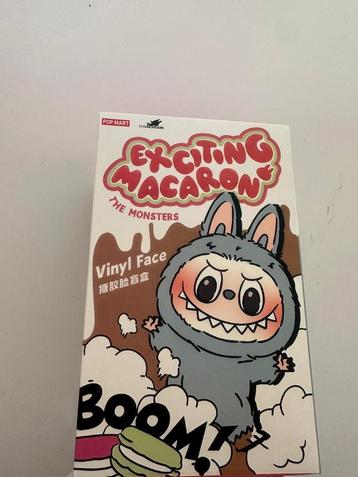 POP MART
EXCITING
MACARON
THE MONSTERS
Vinyl Face
搪胶脸盲盒
BOOM!